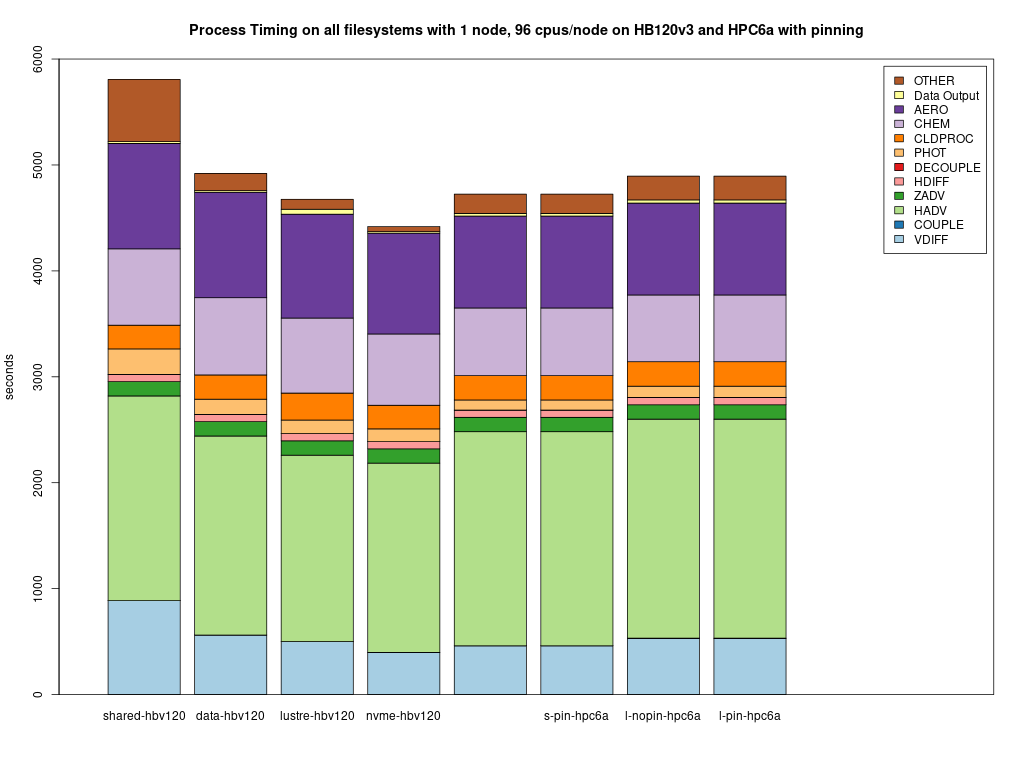 Process Timing on all filesystems with 1 node, 96 cpus/node on HB120v3 and HPC6a with pinning
6000
5000
4000
3000
2000
1000
0
seconds
OTHER
Data Output
AERO
CHEM
CLDPROC
PHOT
DECOUPLE
HDIFF
ZADV
HADV
COUPLE
VDIFF
shared-hbv120 data-hbv120 lustre-hbv120 nvme-hbv120 s-pin-hpc6a l-nopin-hpc6a l-pin-hpc6a